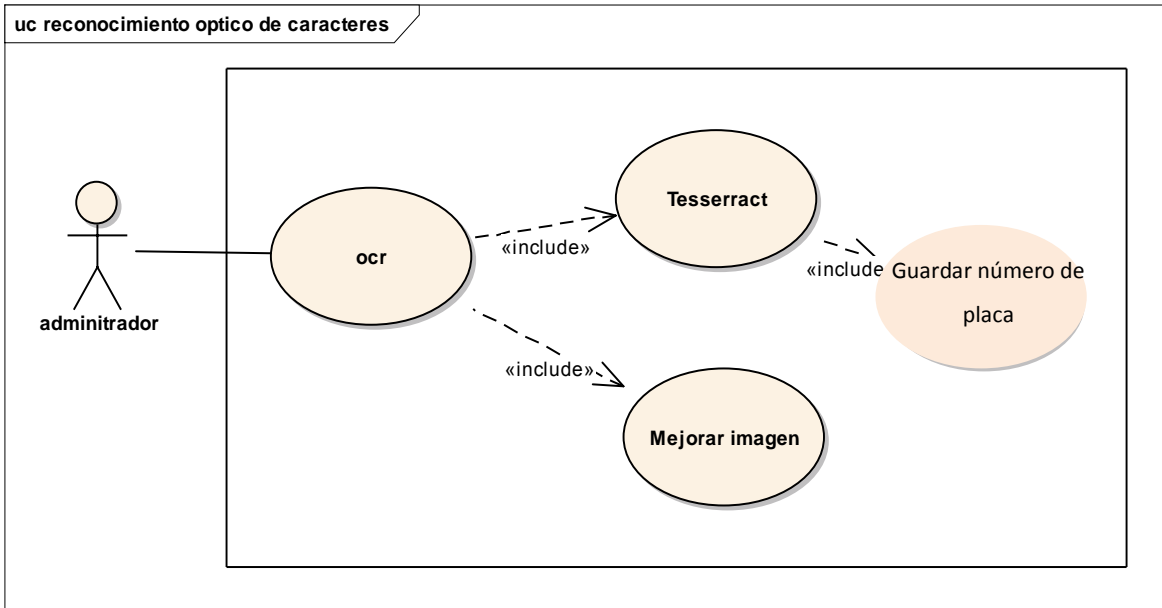 uc reconocimiento optico de caracteres
Tesserract
ocr
«include»
«include
Guardar número de
placa
adminitrador
«include»
Mejorar imagen